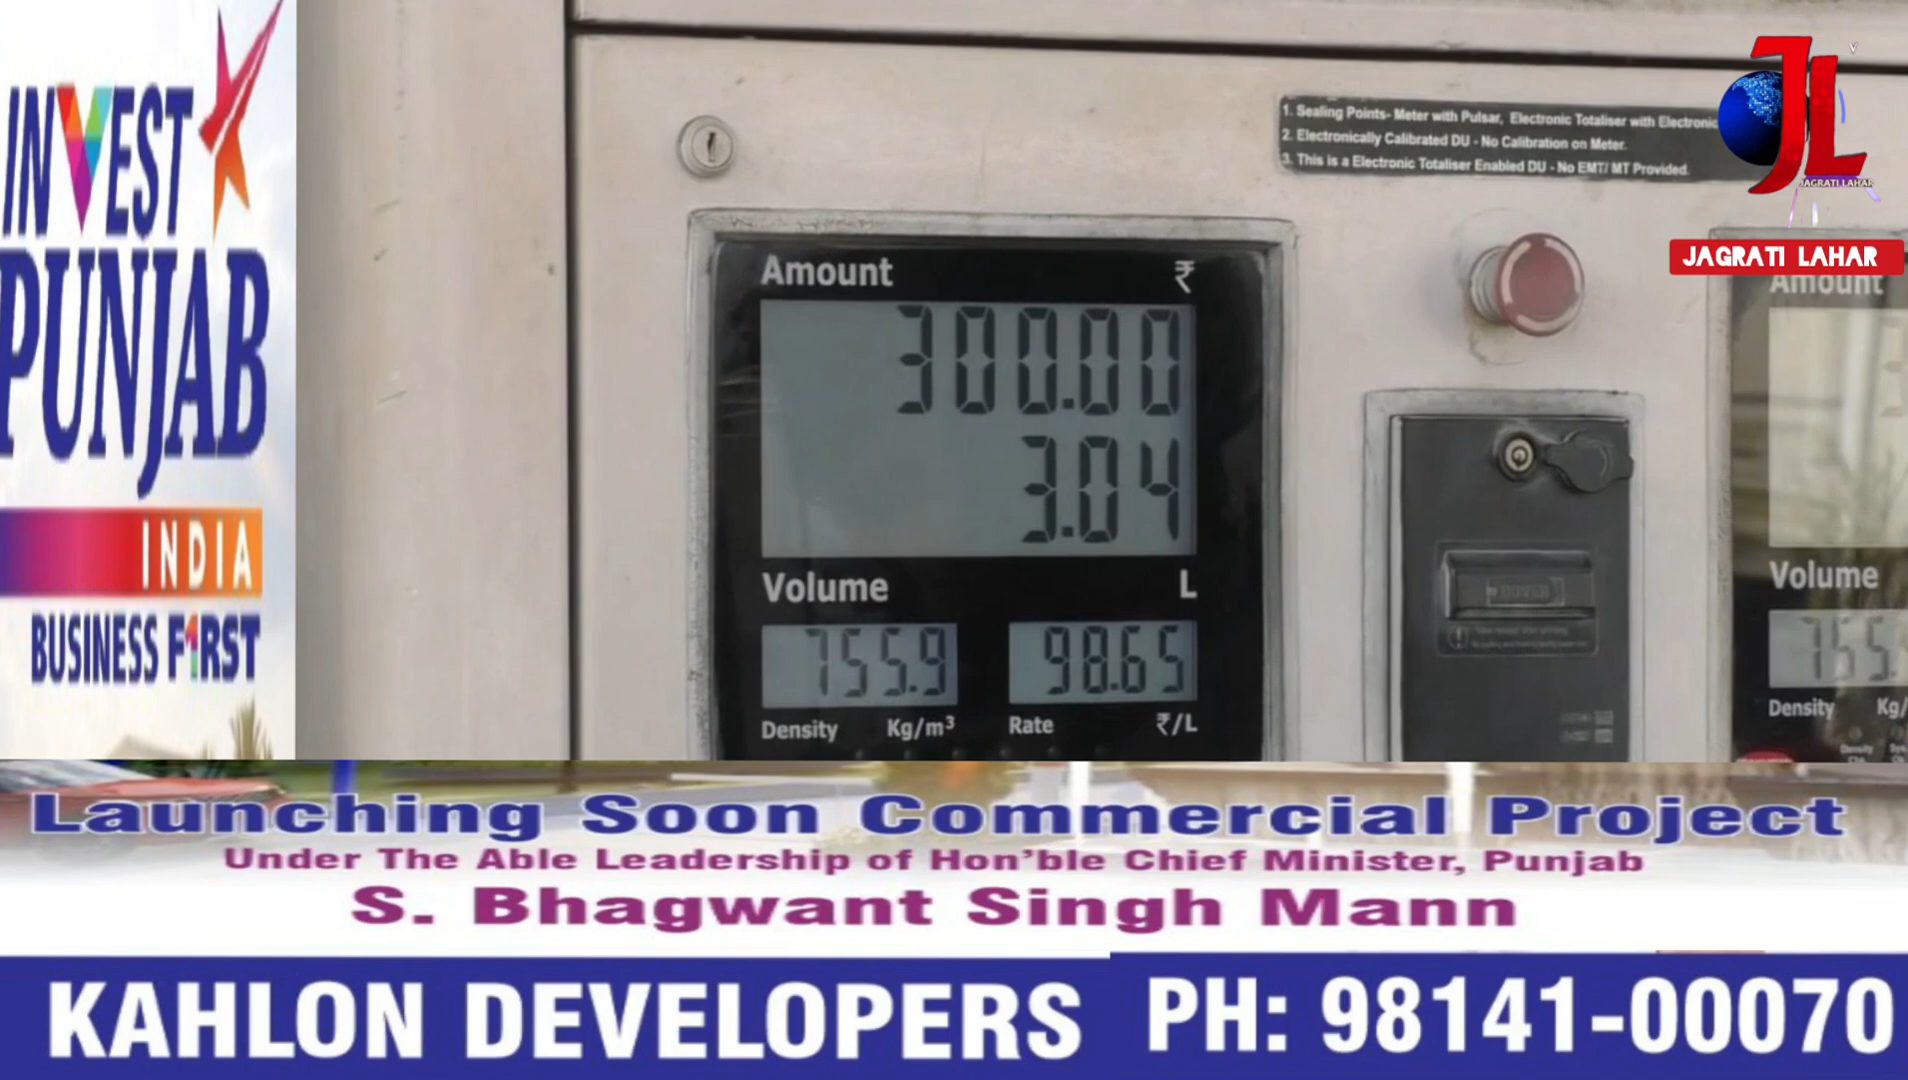 INVEST
PUNJAB
INDIA
BUSINESS F1RST
1. Sealing Points- Meter with Pulsar, Electronic Totaliser with Electronic
2. Electronically Calibrated DU - No Calibration on Meter.
3. This is a Electronic Totaliser Enabled DU - No EMT/ MT Provided.
JL
JAGRATI LAHAR
JAGRATI LAHAR
Amount ₹
300.00
3.04
Volume L
755.9 98.65
Density Kg/m³ Rate ₹/L
Amount
Volume
755.
Density Kg/
Launching Soon Commercial Project
Under The Able Leadership of Hon'ble Chief Minister, Punjab
S. Bhagwant Singh Mann
KAHLON DEVELOPERS PH: 98141-00070